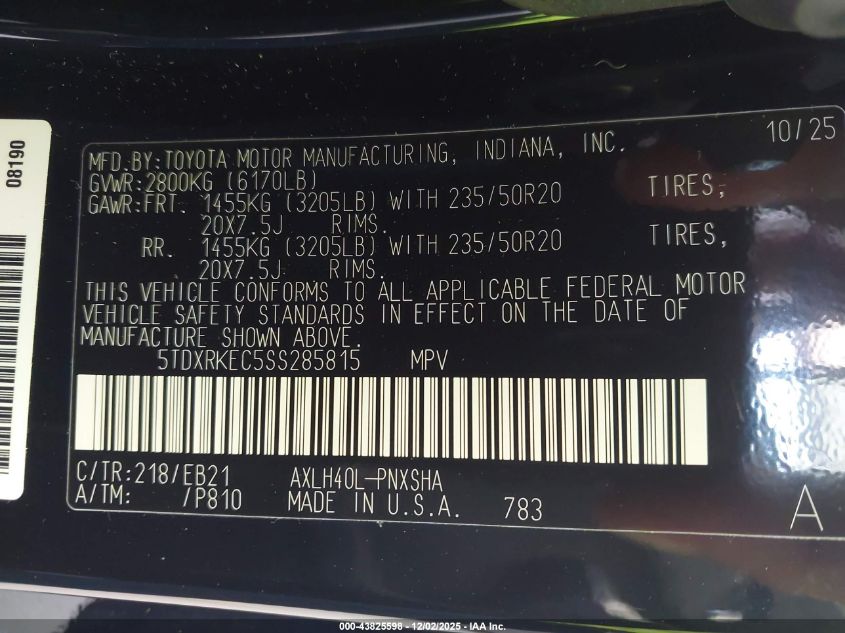 08190
10/25
MFD.BY:TOYOTA MOTOR MANUFACTURING, INDIANA, INC.
GVWR:2800KG (6170LB)
GAWR:FRT. 1455KG (3205LB) WITH 235/50R20 TIRES,
20X7.5J RIMS.
RR. 1455KG (3205LB) WITH 235/50R20 TIRES,
20X7.5J RIMS.
THIS VEHICLE CONFORMS TO ALL APPLICABLE FEDERAL MOTOR
VEHICLE SAFETY STANDARDS IN EFFECT ON THE DATE OF
MANUFACTURE SHOWN ABOVE.
5TDXRKEC5SS285815 MPV
C/TR:218/EB21 AXLH40L-PNXSHA
A/TM: /P810 MADE IN U.S.A. 783 A
000-43825598 - 12/02/2025 - IAA Inc.